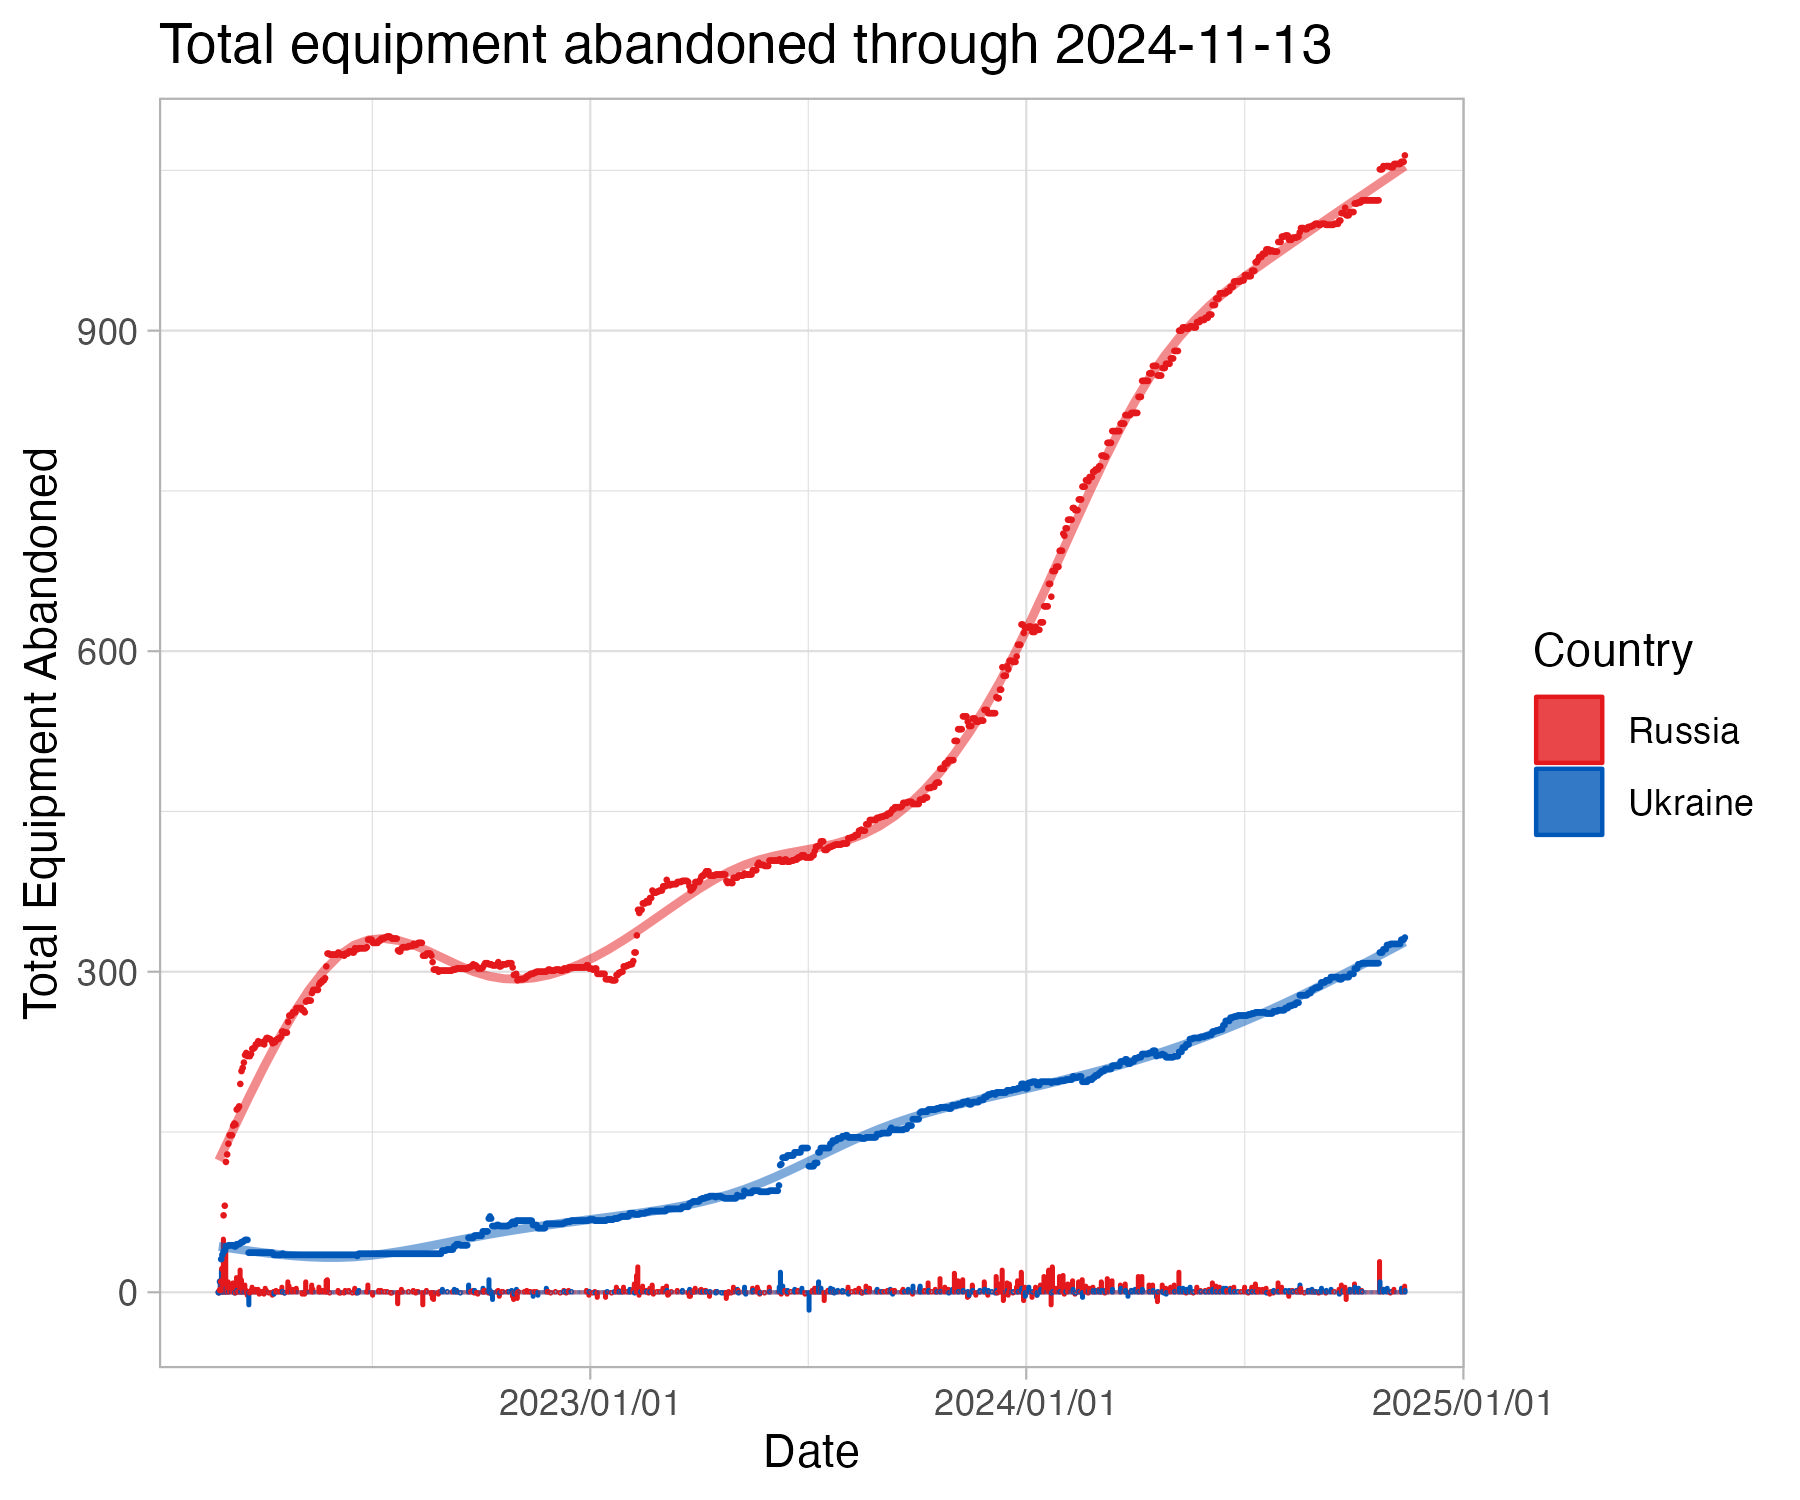 Total equipment abandoned through 2024-11-13
Total Equipment Abandoned
900
600
300
0
2023/01/01
2024/01/01
2025/01/01
Date
Country
Russia
Ukraine